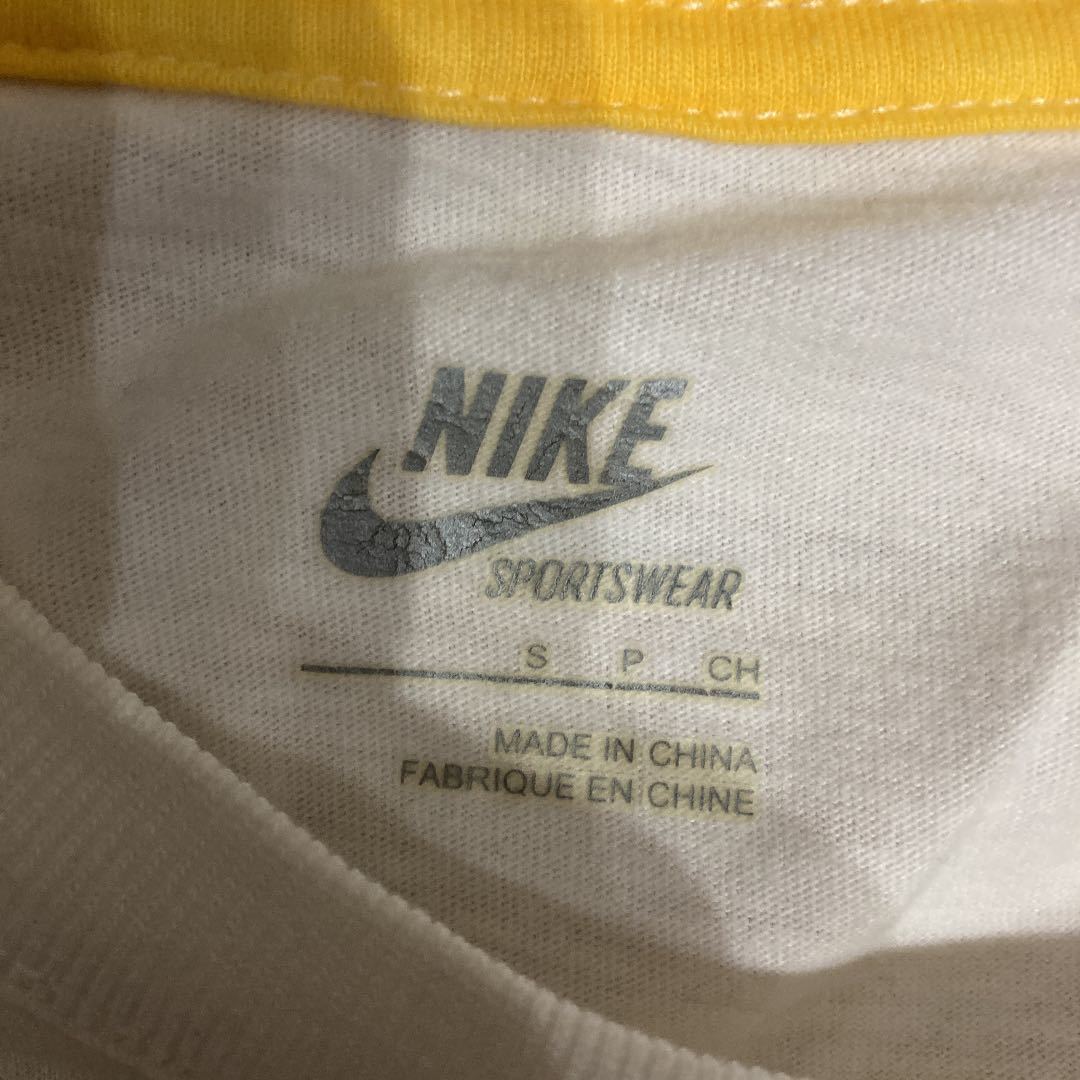 NIKE
SPORTSWEAR
S P CH
MADE IN CHINA
FABRIQUE EN CHINE